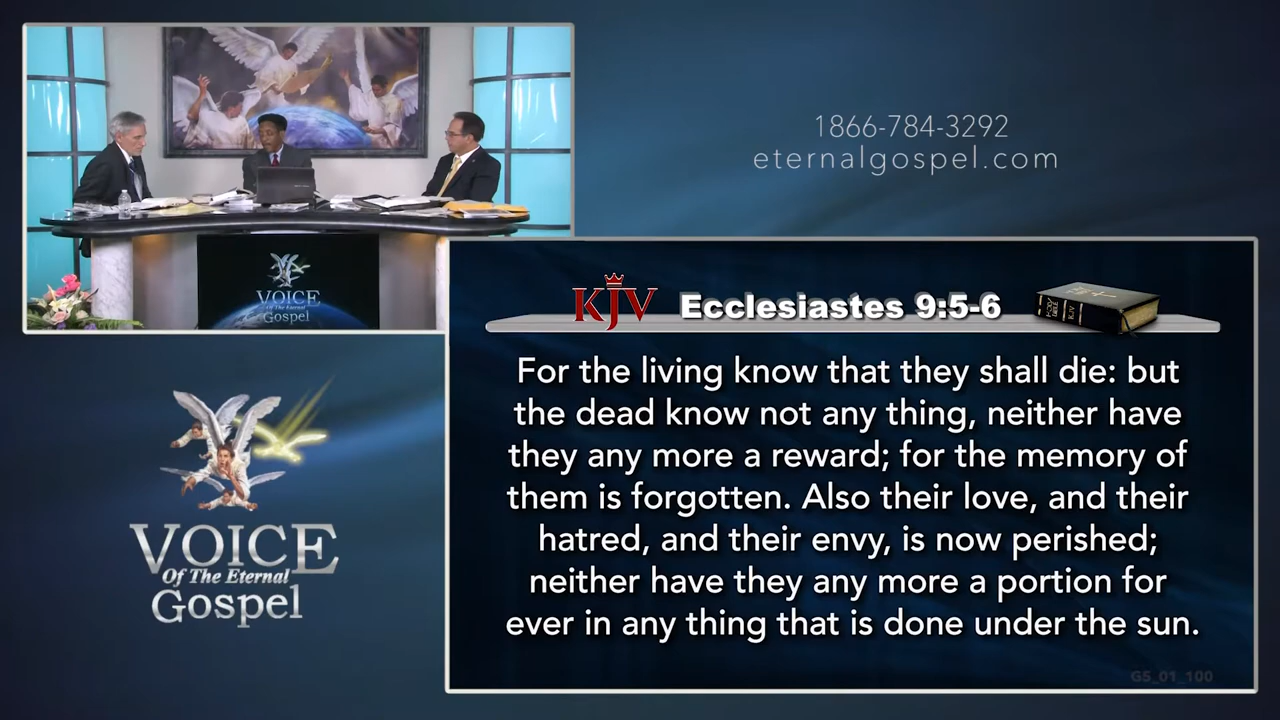 1866-784-3292
eternalgospel.com
VOICE
Of The Eternal
Gospel
KJV Ecclesiastes 9:5-6
For the living know that they shall die: but
the dead know not any thing, neither have
they any more a reward; for the memory of
them is forgotten. Also their love, and their
hatred, and their envy, is now perished;
neither have they any more a portion for
ever in any thing that is done under the sun.
VOICE
Of The Eternal
Gospel
G5_01_100